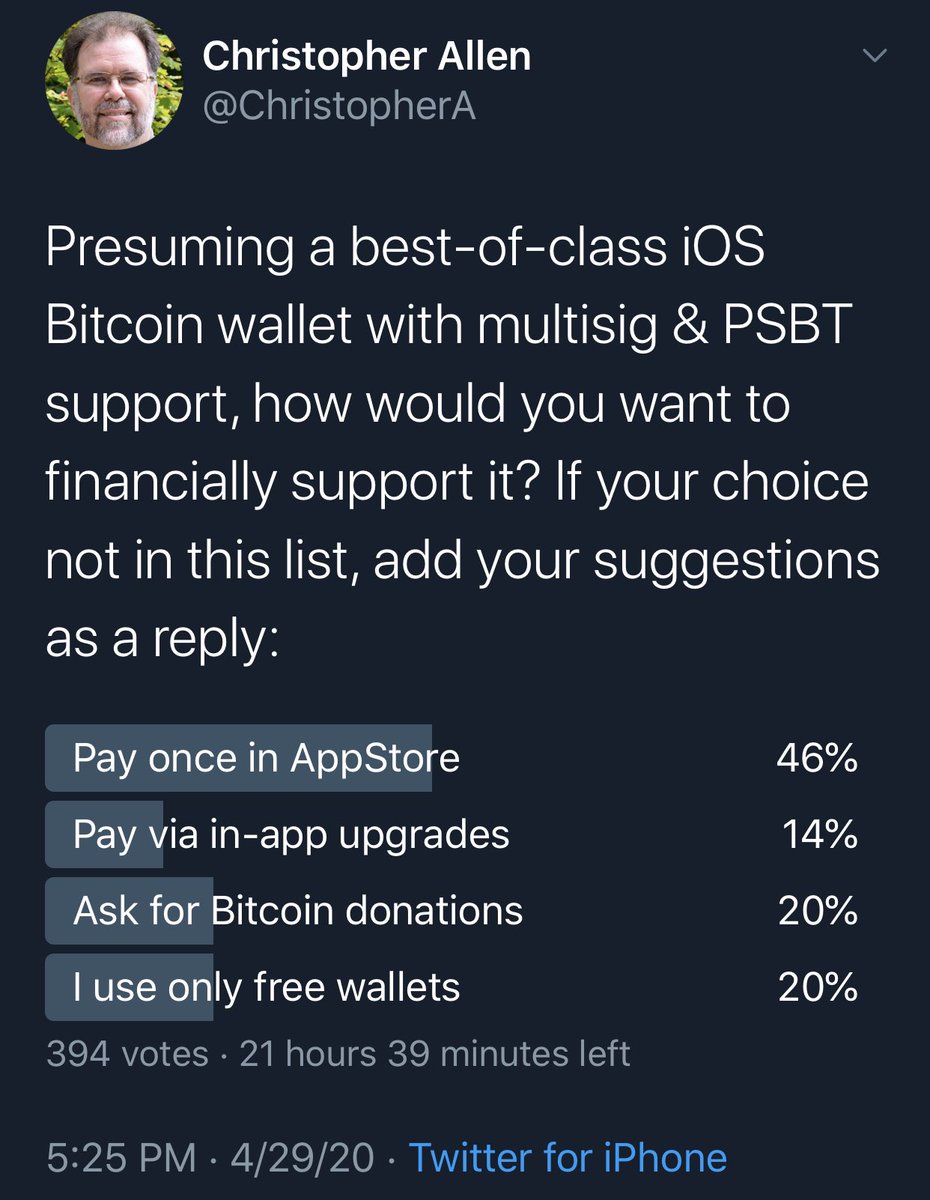 Christopher Allen
@ChristopherA
Presuming a best-of-class iOS
Bitcoin wallet with multisig & PSBT
support, how would you want to
financially support it? If your choice
not in this list, add your suggestions
as a reply:
Pay once in AppStore 46%
Pay via in-app upgrades 14%
Ask for Bitcoin donations 20%
I use only free wallets 20%
394 votes · 21 hours 39 minutes left
5:25 PM · 4/29/20 · Twitter for iPhone